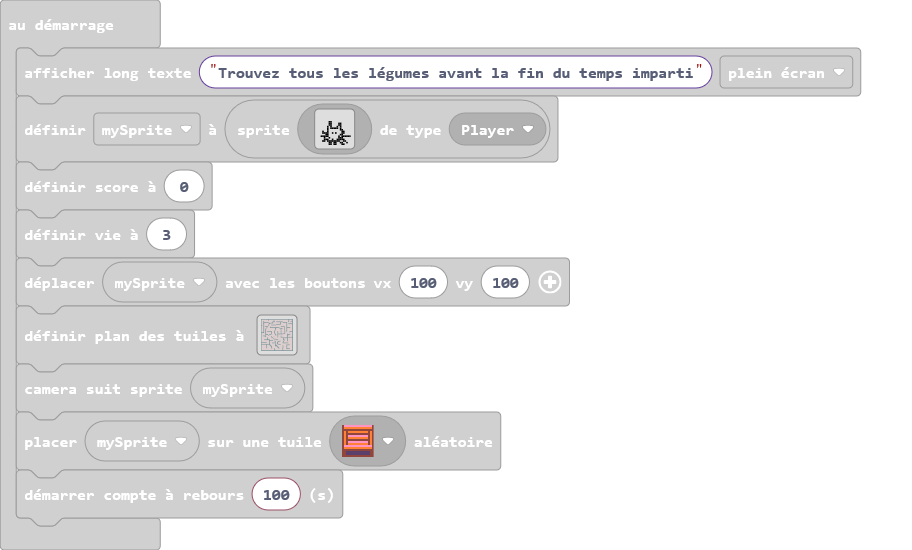 au démarrage
afficher long texte "Trouvez tous les légumes avant la fin du temps imparti" plein écran
définir mySprite à sprite de type Player
définir score à 0
définir vie à 3
déplacer mySprite avec les boutons vx 100 vy 100
définir plan des tuiles à
camera suit sprite mySprite
placer mySprite sur une tuile aléatoire
démarrer compte à rebours 100 (s)